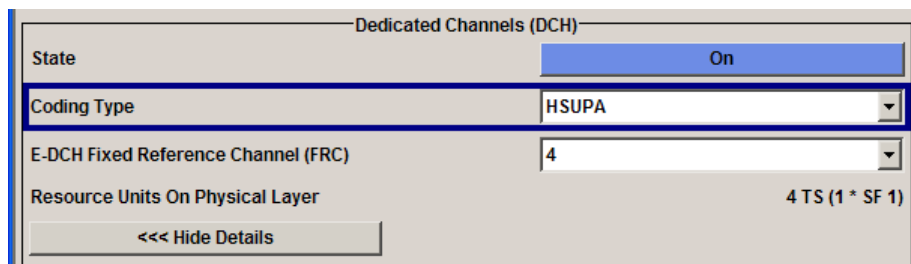 Dedicated Channels (DCH)
State On
Coding Type HSUPA
E-DCH Fixed Reference Channel (FRC) 4
Resource Units On Physical Layer 4 TS (1 * SF 1)
<<< Hide Details